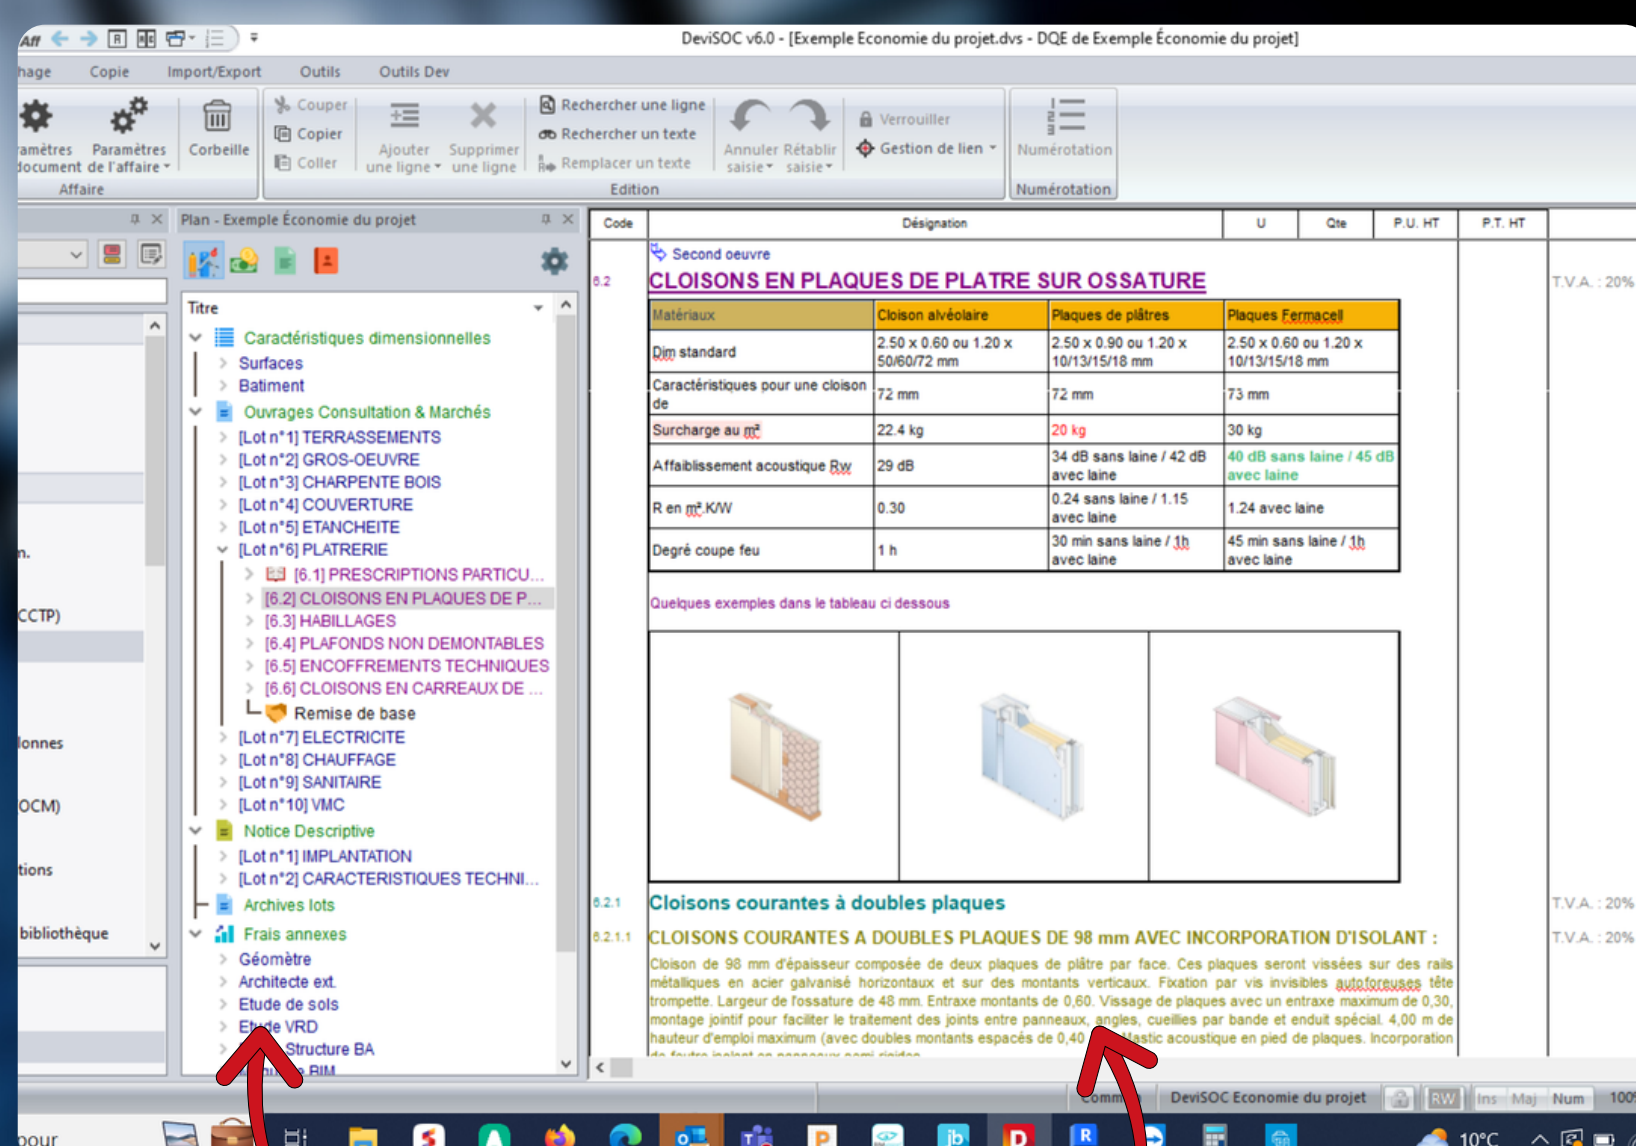 Aff
DeviSOC v6.0 - [Exemple Economie du projet.dvs - DQE de Exemple Économie du projet]
hage Copie Import/Export Outils Outils Dev
amètres document
Paramètres de l'affaire
Corbeille
Affaire
Couper
Copier
Coller
Ajouter une ligne
Supprimer une ligne
Rechercher une ligne
Rechercher un texte
Remplacer un texte
Annuler saisie
Rétablir saisie
Verrouiller
Gestion de lien
Edition
Numérotation
Numérotation
n.
CCTP)
lonnes
OCM)
tions
bibliothèque
Plan - Exemple Économie du projet
Titre
Caractéristiques dimensionnelles
Surfaces
Batiment
Ouvrages Consultation & Marchés
[Lot n°1] TERRASSEMENTS
[Lot n°2] GROS-OEUVRE
[Lot n°3] CHARPENTE BOIS
[Lot n°4] COUVERTURE
[Lot n°5] ETANCHEITE
[Lot n°6] PLATRERIE
[6.1] PRESCRIPTIONS PARTICU...
[6.2] CLOISONS EN PLAQUES DE P...
[6.3] HABILLAGES
[6.4] PLAFONDS NON DEMONTABLES
[6.5] ENCOFFREMENTS TECHNIQUES
[6.6] CLOISONS EN CARREAUX DE ...
Remise de base
[Lot n°7] ELECTRICITE
[Lot n°8] CHAUFFAGE
[Lot n°9] SANITAIRE
[Lot n°10] VMC
Notice Descriptive
[Lot n°1] IMPLANTATION
[Lot n°2] CARACTERISTIQUES TECHNI...
Archives lots
Frais annexes
Géomètre
Architecte ext.
Etude de sols
Etude VRD
Structure BA
BIM
Code Désignation U Qte P.U. HT P.T. HT
Second oeuvre
6.2 CLOISONS EN PLAQUES DE PLATRE SUR OSSATURE T.V.A. : 20%
Matériaux Cloison alvéolaire Plaques de plâtres Plaques Fermacell
Dim standard 2.50 x 0.60 ou 1.20 x 50/60/72 mm 2.50 x 0.90 ou 1.20 x 10/13/15/18 mm 2.50 x 0.60 ou 1.20 x 10/13/15/18 mm
Caractéristiques pour une cloison de 72 mm 72 mm 73 mm
Surcharge au m² 22.4 kg 20 kg 30 kg
Affaiblissement acoustique Rw 29 dB 34 dB sans laine / 42 dB avec laine 40 dB sans laine / 45 dB avec laine
R en m².K/W 0.30 0.24 sans laine / 1.15 avec laine 1.24 avec laine
Degré coupe feu 1 h 30 min sans laine / 1h avec laine 45 min sans laine / 1h avec laine
Quelques exemples dans le tableau ci dessous
6.2.1 Cloisons courantes à doubles plaques T.V.A. : 20%
6.2.1.1 CLOISONS COURANTES A DOUBLES PLAQUES DE 98 mm AVEC INCORPORATION D'ISOLANT : T.V.A. : 20%
Cloison de 98 mm d'épaisseur composée de deux plaques de plâtre par face. Ces plaques seront vissées sur des rails
métalliques en acier galvanisé horizontaux et sur des montants verticaux. Fixation par vis invisibles autoforeuses tête
trompette. Largeur de l'ossature de 48 mm. Entraxe montants de 0,60. Vissage de plaques avec un entraxe maximum de 0,30,
montage jointif pour faciliter le traitement des joints entre panneaux, angles, cueillies par bande et enduit spécial. 4,00 m de
hauteur d'emploi maximum (avec doubles montants espacés de 0,40 Mastic acoustique en pied de plaques. Incorporation
de feutre isolant en panneaux semi rigides
DeviSOC Economie du projet RW Ins Maj Num 100%
pour
10°C